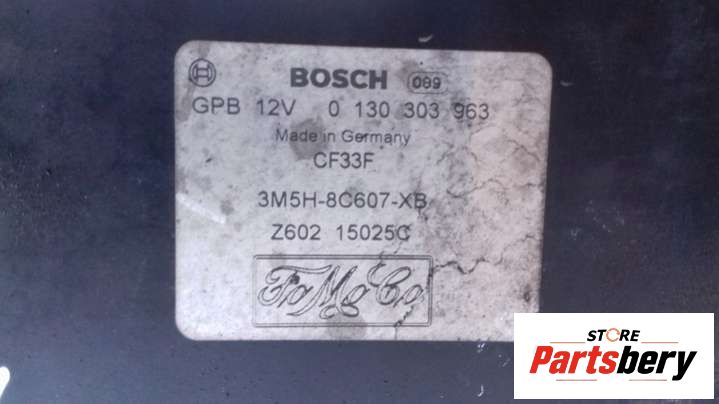 BOSCH 089
GPB 12V 0 130 303 963
Made in Germany
CF33F
3M5H-8C607-XB
Z602 15025C
FoMoCo
STORE
Partsbery